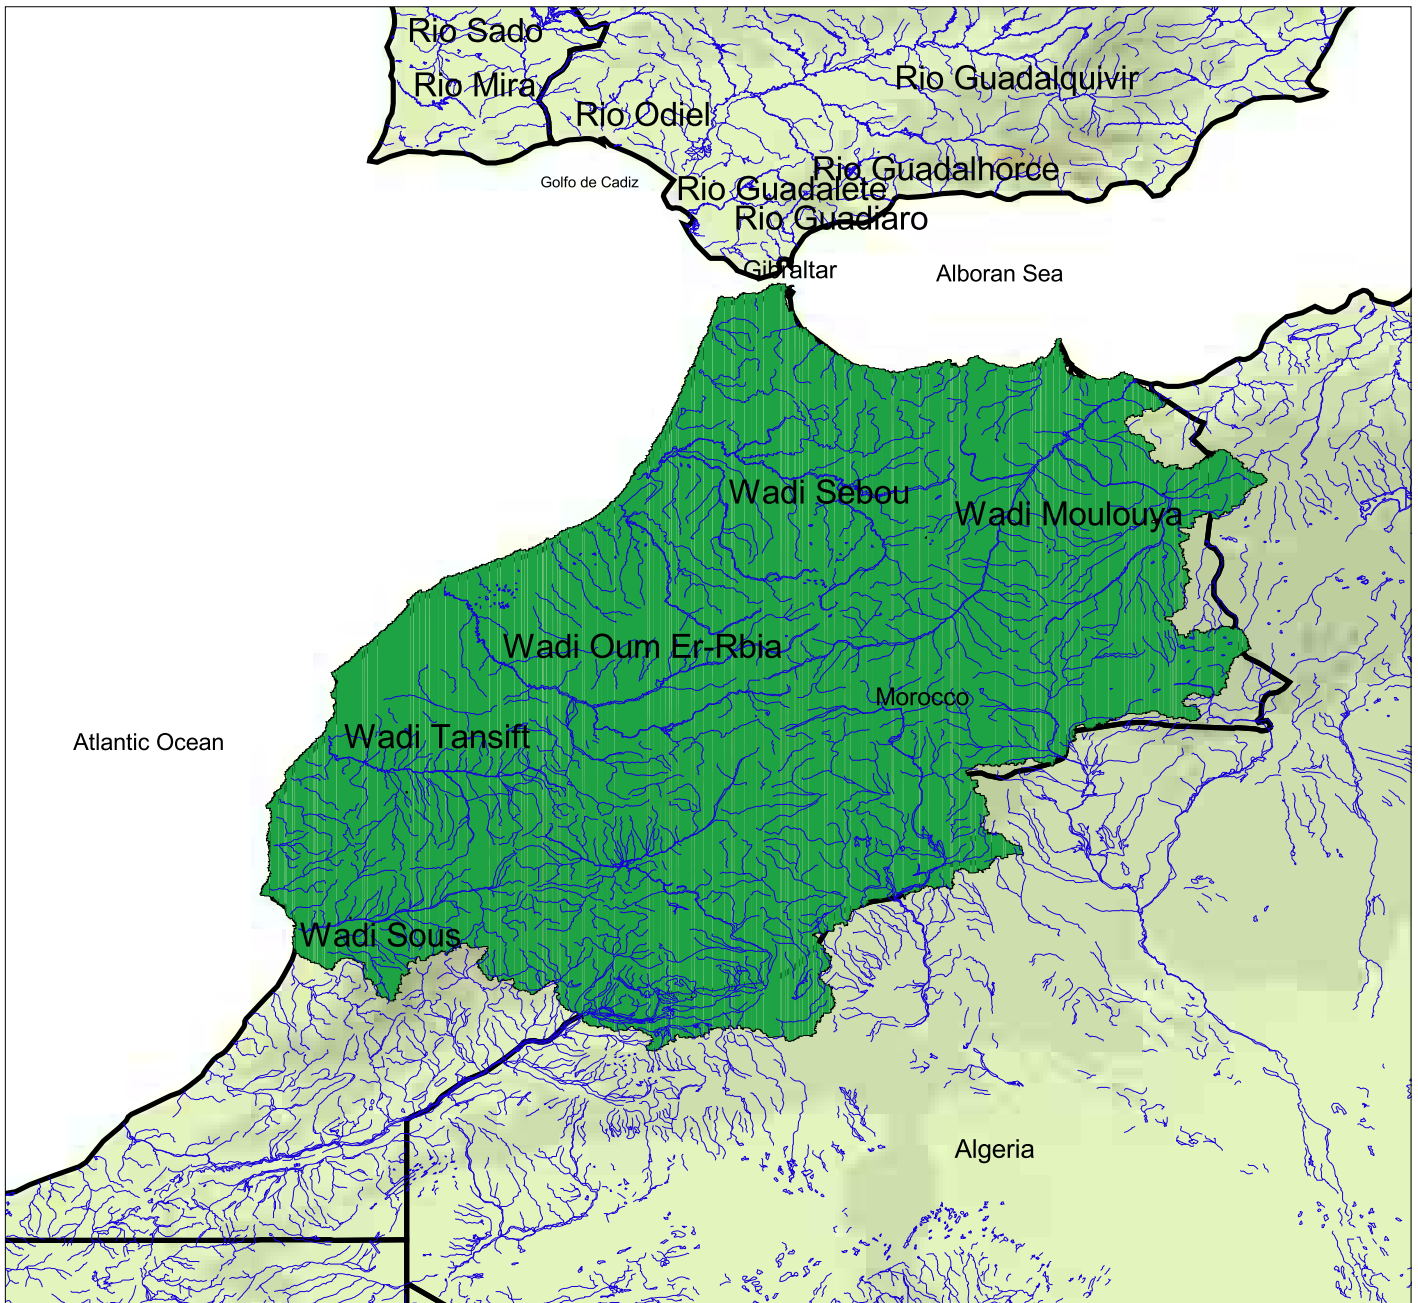 Rio Sado
Rio Mira
Rio Guadalquivir
Rio Odiel
Rio Guadalhorce
Golfo de Cadiz
Rio Guadalete
Rio Guadiaro
Gibraltar
Alboran Sea
Wadi Sebou
Wadi Moulouya
Wadi Oum Er-Rbia
Morocco
Wadi Tansift
Atlantic Ocean
Wadi Sous
Algeria